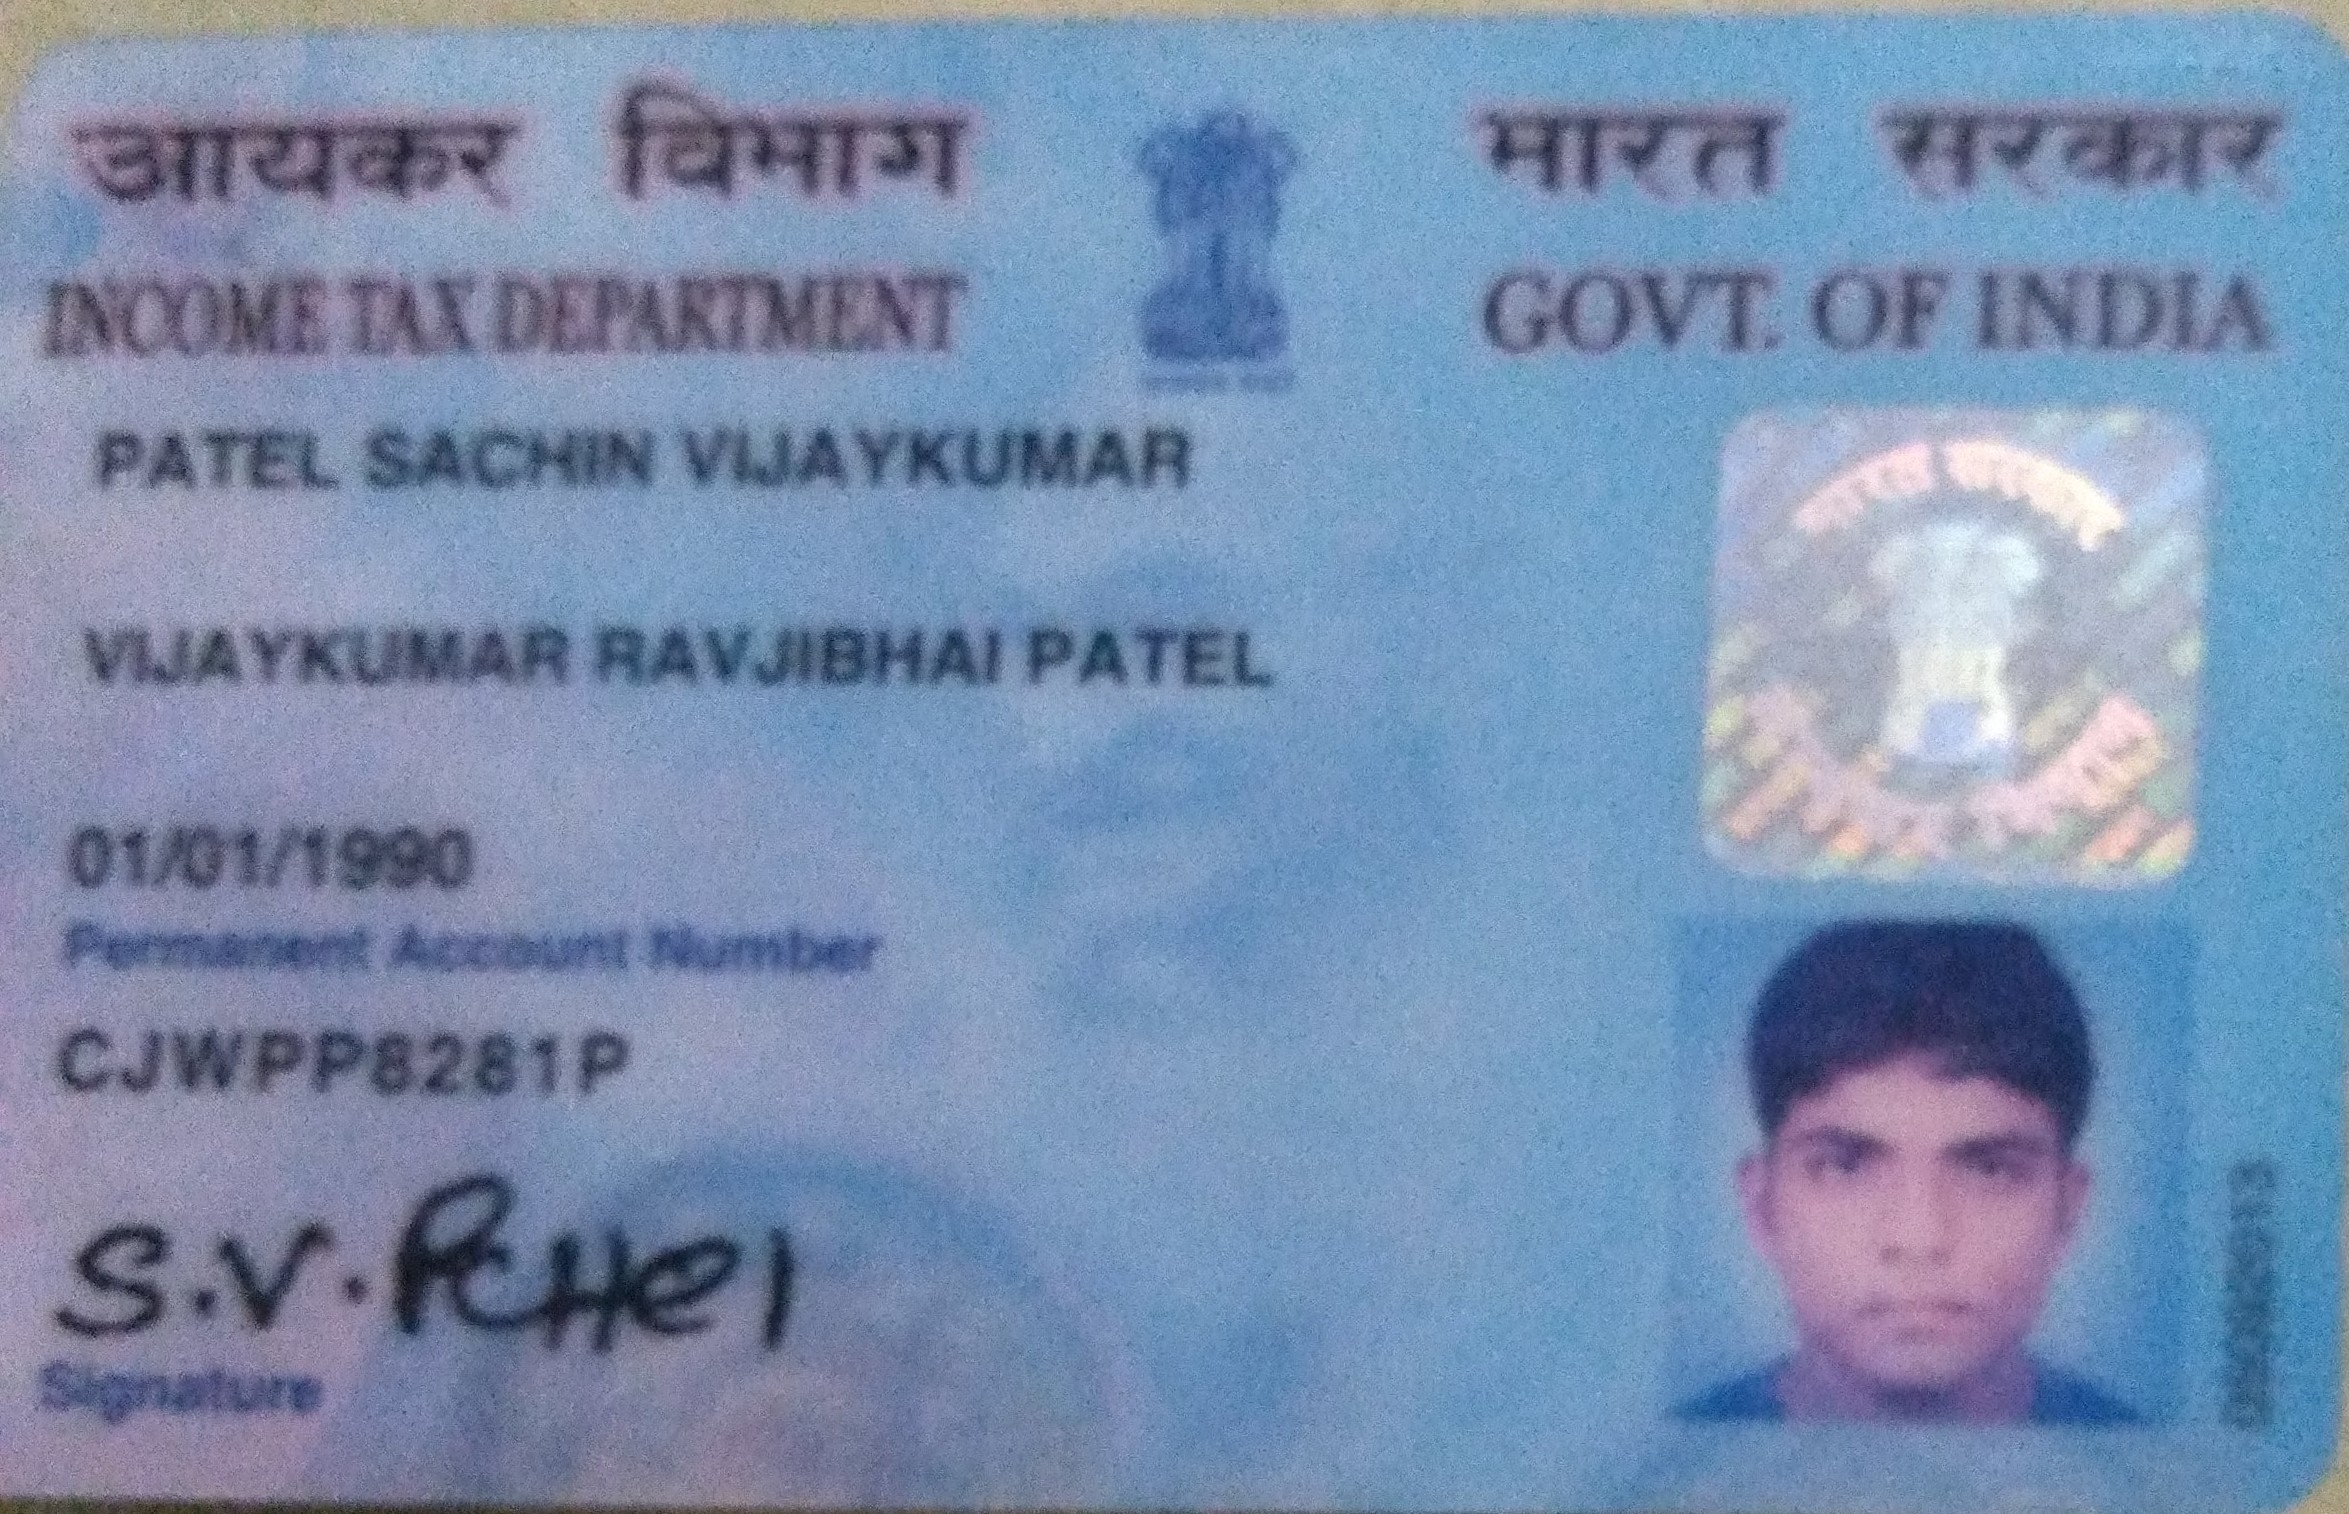 आयकर विभाग
INCOME TAX DEPARTMENT
भारत सरकार
GOVT. OF INDIA
PATEL SACHIN VIJAYKUMAR
VIJAYKUMAR RAVJIBHAI PATEL
01/01/1990
Permanent Account Number
CJWPP8281P
S.V.Patel
Signature